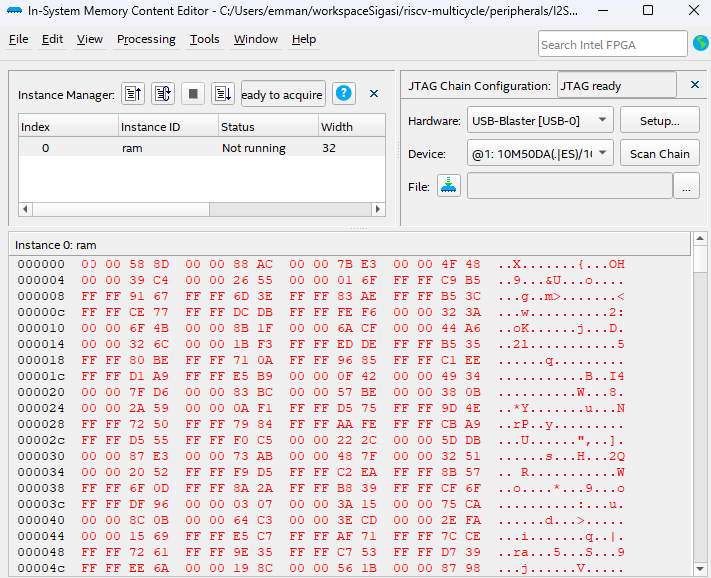 In-System Memory Content Editor - C:/Users/emman/workspaceSigasi/riscv-multicycle/peripherals/I2S...
File Edit View Processing Tools Window Help
Search Intel FPGA
Instance Manager: eady to acquire
Index Instance ID Status Width
0 ram Not running 32
JTAG Chain Configuration: JTAG ready
Hardware: USB-Blaster [USB-0] Setup...
Device: @1: 10M50DA(.|ES)/10 Scan Chain
File: ...
Instance 0: ram
000000 00 00 58 8D 00 00 88 AC 00 00 7B E3 00 00 4F 48 ..X.......{...OH
000004 00 00 39 C4 00 00 26 55 00 00 01 6F FF FF C9 B5 ..9...&U...o....
000008 FF FF 91 67 FF FF 6D 3E FF FF 83 AE FF FF B5 3C ...g..m>.......<
00000c FF FF CE 77 FF FF DC DB FF FF FE F6 00 00 32 3A ...w..........2:
000010 00 00 6F 4B 00 00 8B 1F 00 00 6A CF 00 00 44 A6 ..oK......j...D.
000014 00 00 32 6C 00 00 1B F3 FF FF ED DE FF FF B5 35 ..2l...........5
000018 FF FF 80 BE FF FF 71 0A FF FF 96 85 FF FF C1 EE ......q.........
00001c FF FF D1 A9 FF FF E5 B9 00 00 0F 42 00 00 49 34 ...........B..I4
000020 00 00 7F D6 00 00 83 BC 00 00 57 BE 00 00 38 0B ..........W...8.
000024 00 00 2A 59 00 00 0A F1 FF FF D5 75 FF FF 9D 4E ..*Y.......u...N
000028 FF FF 72 50 FF FF 79 84 FF FF AA FE FF FF CB A9 ..rP..y.........
00002c FF FF D5 55 FF FF F0 C5 00 00 22 2C 00 00 5D DB ...U......",..].
000030 00 00 87 E3 00 00 73 AB 00 00 48 7F 00 00 32 51 ......s...H...2Q
000034 00 00 20 52 FF FF F9 D5 FF FF C2 EA FF FF 8B 57 .. R...........W
000038 FF FF 6F 0D FF FF 8A 2A FF FF B8 39 FF FF CF 6F ..o....*...9...o
00003c FF FF DF 96 00 00 03 07 00 00 3A 15 00 00 75 CA ..........:...u.
000040 00 00 8C 0B 00 00 64 C3 00 00 3E CD 00 00 2E FA ......d...>.....
000044 00 00 15 69 FF FF E5 C7 FF FF AF 71 FF FF 7C CE ...i.......q..|.
000048 FF FF 72 61 FF FF 9E 35 FF FF C7 53 FF FF D7 39 ..ra...5...S...9
00004c FF FF EE 6A 00 00 19 8C 00 00 56 1B 00 00 87 98 ...j......V.....